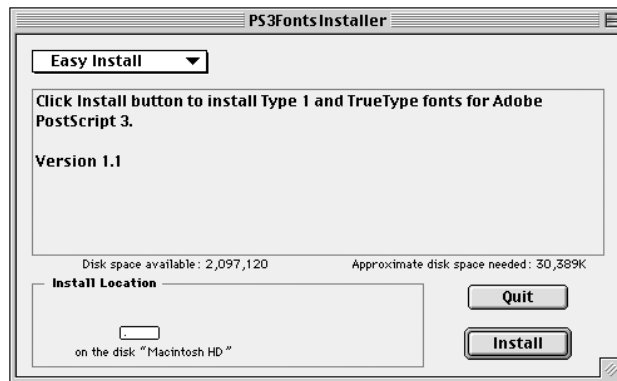 PS3FontsInstaller
Easy Install
Click Install button to install Type 1 and TrueType fonts for Adobe
PostScript 3.
Version 1.1
Disk space available: 2,097,120 Approximate disk space needed: 30,389K
Install Location
Quit
Install
on the disk “Macintosh HD”